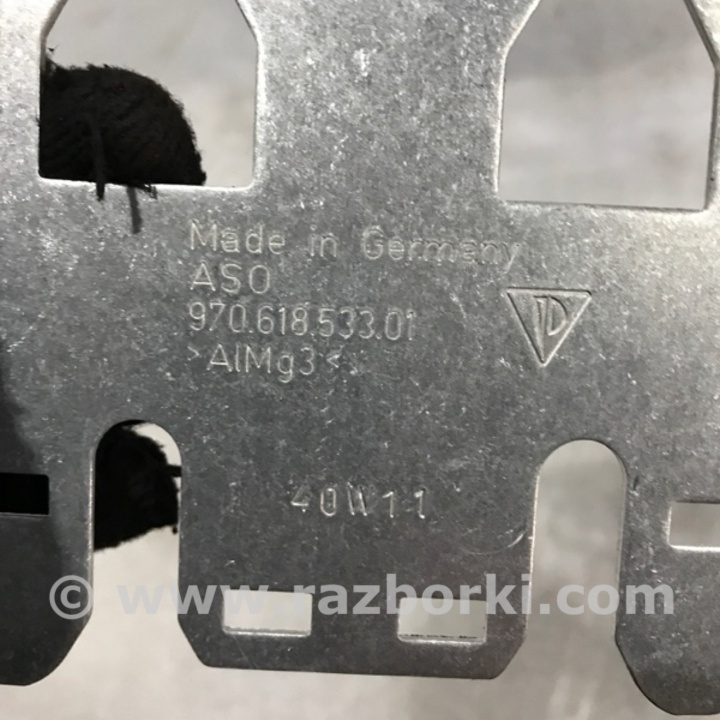 Made in Germany
ASO
970.618.533.01
>AlMg3<
40W11
© www.razborki.com